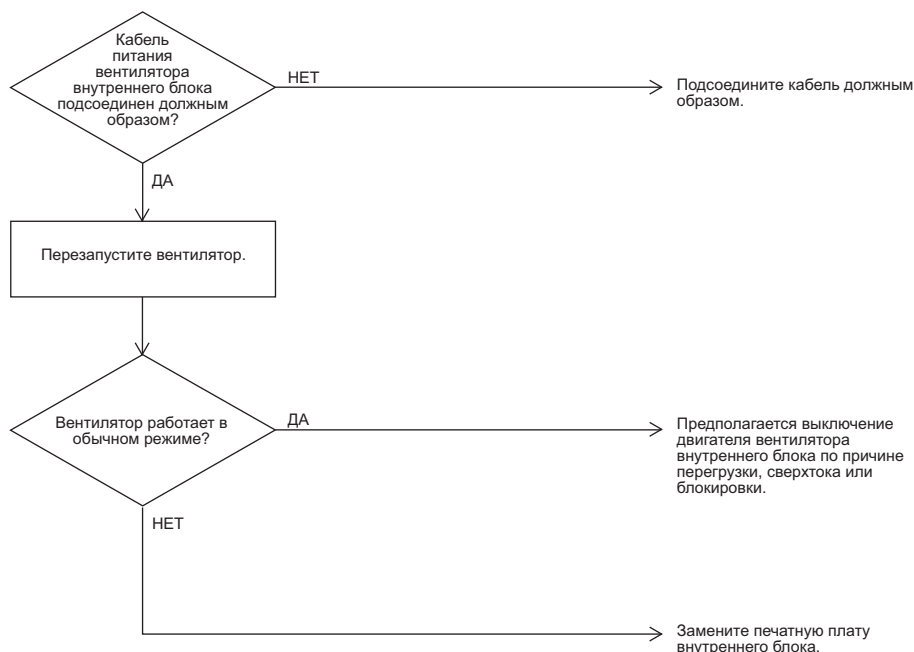 Кабель
питания
вентилятора
внутреннего блока
подсоединен должным
образом?
НЕТ
Подсоедините кабель должным
образом.
ДА
Перезапустите вентилятор.
Вентилятор работает в
обычном режиме?
ДА
Предполагается выключение
двигателя вентилятора
внутреннего блока по причине
перегрузки, сверхтока или
блокировки.
НЕТ
Замените печатную плату
внутреннего блока.